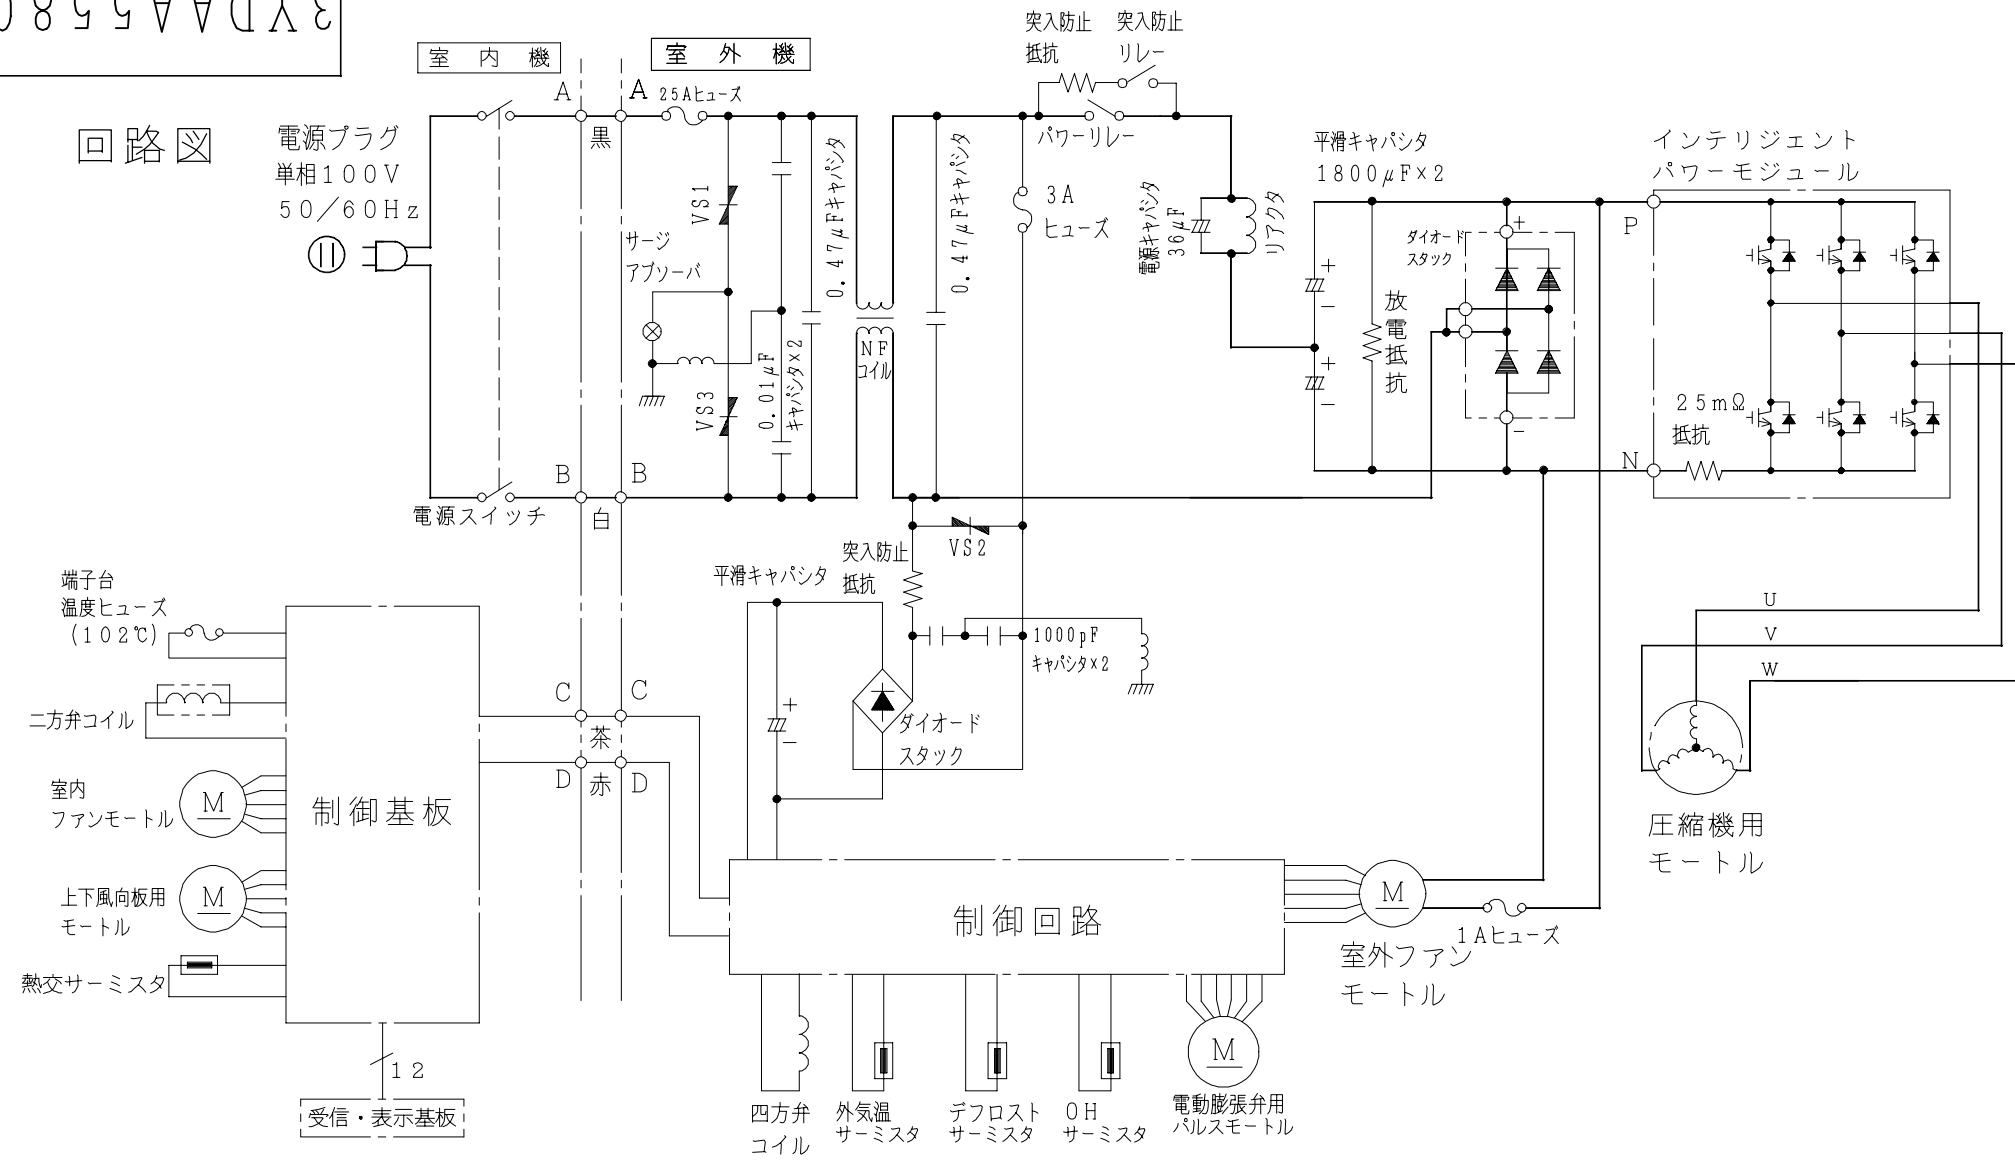 3YDAA5580
回路図
電源プラグ
単相100V
50/60Hz
室内機
室外機
A
A
25Aヒューズ
黒
突入防止
抵抗
突入防止
リレー
パワーリレー
VS1
サージ
アブソーバ
VS3
0.01μF
キャパシタ×2
0.47μFキャパシタ
NF
コイル
0.47μFキャパシタ
3A
ヒューズ
電源キャパシタ
36μF
リアクタ
平滑キャパシタ
1800μF×2
+
-
+
-
放電抵抗
ダイオード
スタック
+
-
インテリジェント
パワーモジュール
P
N
25mΩ
抵抗
B
B
白
電源スイッチ
VS2
突入防止
抵抗
平滑キャパシタ
1000pF
キャパシタ×2
+
-
ダイオード
スタック
U
V
W
圧縮機用
モートル
端子台
温度ヒューズ
(102℃)
二方弁コイル
室内
ファンモートル
M
上下風向板用
モートル
M
熱交サーミスタ
制御基板
C
C
茶
D
赤
D
12
受信・表示基板
制御回路
M
1Aヒューズ
室外ファン
モートル
四方弁
コイル
外気温
サーミスタ
デフロスト
サーミスタ
OH
サーミスタ
M
電動膨張弁用
パルスモートル